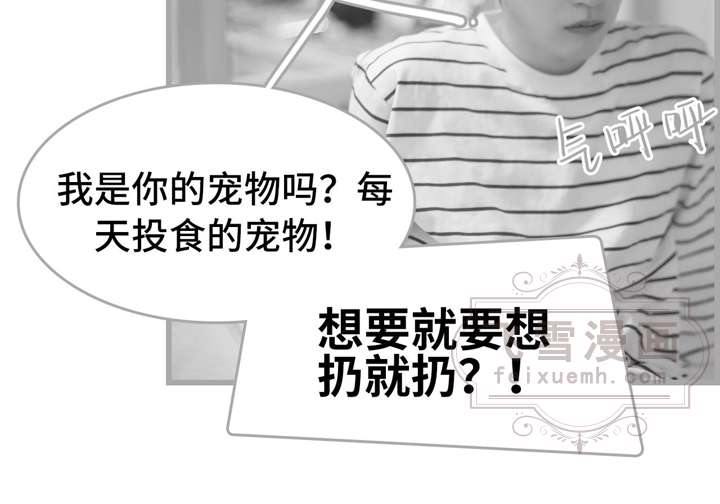 气呼呼
我是你的宠物吗？每
天投食的宠物！
想要就要想
扔就扔？！
飞雪漫画
feixuemh.com